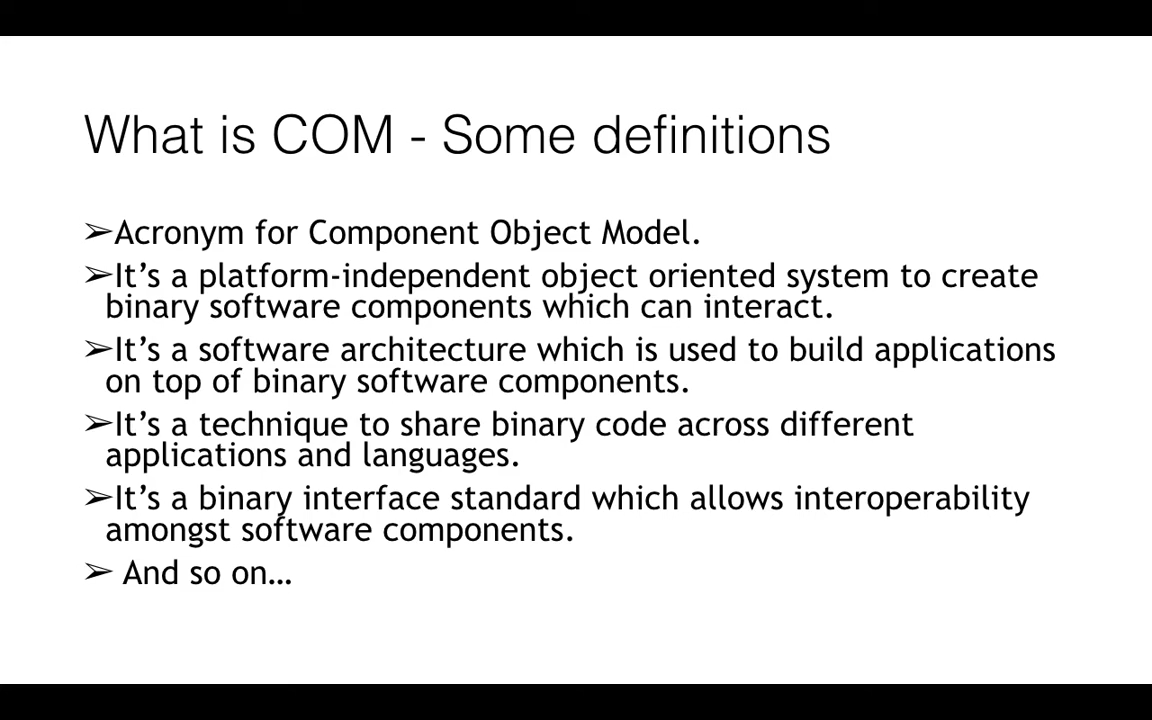 What is COM - Some definitions
➢Acronym for Component Object Model.
➢It’s a platform-independent object oriented system to create
binary software components which can interact.
➢It’s a software architecture which is used to build applications
on top of binary software components.
➢It’s a technique to share binary code across different
applications and languages.
➢It’s a binary interface standard which allows interoperability
amongst software components.
➢ And so on…